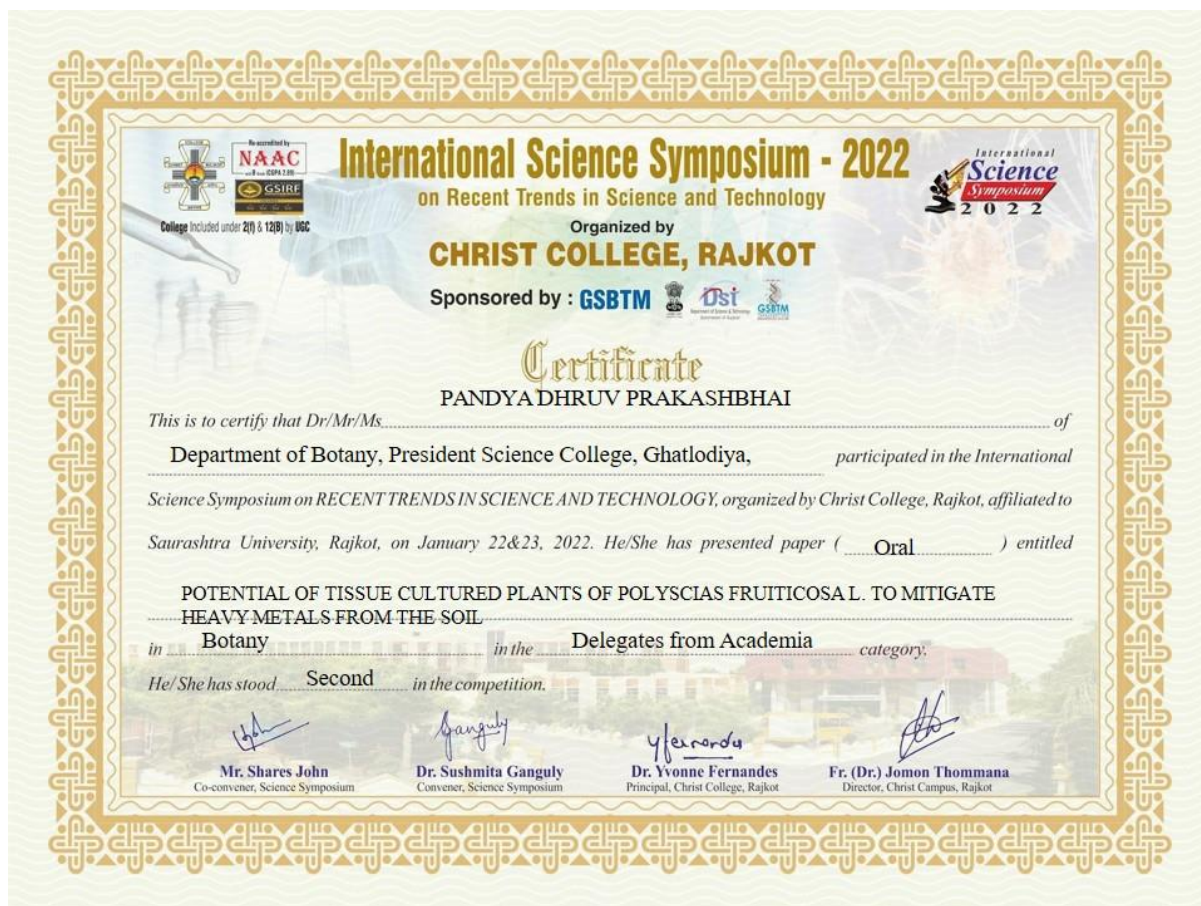 Re-accredited by
NAAC
GSIRF
College Included under 2(f) & 12(B) by UGC
International Science Symposium - 2022
on Recent Trends in Science and Technology
Organized by
CHRIST COLLEGE, RAJKOT
Sponsored by : GSBTM
Dst
GSBTM
International
Science
Symposium
2022
Certificate
PANDYA DHRUV PRAKASHBHAI
This is to certify that Dr/Mr/Ms of
Department of Botany, President Science College, Ghatlodiya, participated in the International
Science Symposium on RECENT TRENDS IN SCIENCE AND TECHNOLOGY, organized by Christ College, Rajkot, affiliated to
Saurashtra University, Rajkot, on January 22&23, 2022. He/She has presented paper ( Oral ) entitled
POTENTIAL OF TISSUE CULTURED PLANTS OF POLYSCIAS FRUITICOSA L. TO MITIGATE
HEAVY METALS FROM THE SOIL
in Botany in the Delegates from Academia category.
He/She has stood Second in the competition.
Mr. Shares John
Co-convener, Science Symposium
Dr. Sushmita Ganguly
Convener, Science Symposium
Dr. Yvonne Fernandes
Principal, Christ College, Rajkot
Fr. (Dr.) Jomon Thommana
Director, Christ Campus, Rajkot